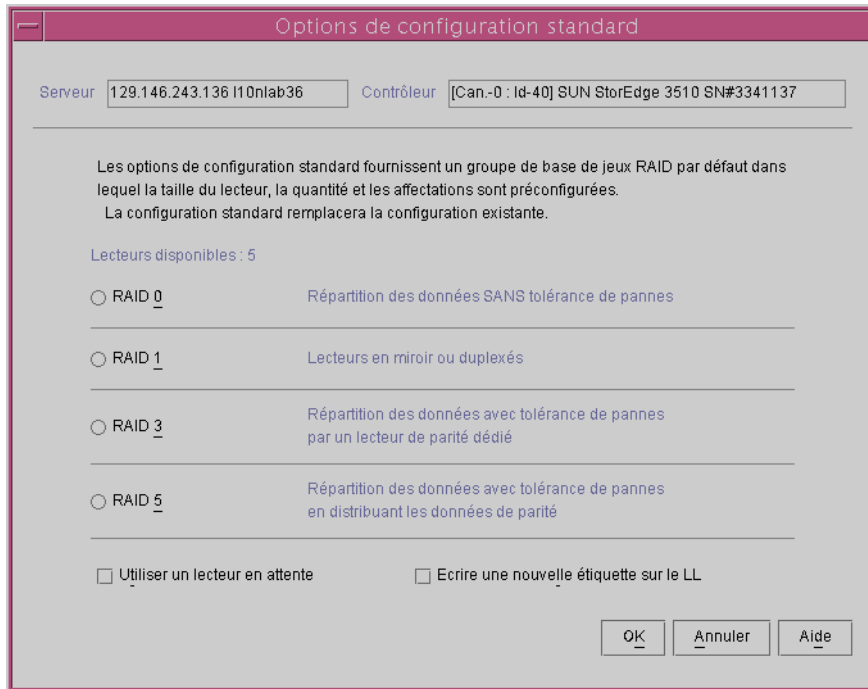 Options de configuration standard
Serveur 129.146.243.136 l10nlab36 Contrôleur [Can.-0 : Id-40] SUN StorEdge 3510 SN#3341137
Les options de configuration standard fournissent un groupe de base de jeux RAID par défaut dans
lequel la taille du lecteur, la quantité et les affectations sont préconfigurées.
La configuration standard remplacera la configuration existante.
Lecteurs disponibles : 5
RAID 0 Répartition des données SANS tolérance de pannes
RAID 1 Lecteurs en miroir ou duplexés
RAID 3 Répartition des données avec tolérance de pannes
par un lecteur de parité dédié
RAID 5 Répartition des données avec tolérance de pannes
en distribuant les données de parité
Utiliser un lecteur en attente Ecrire une nouvelle étiquette sur le LL
OK Annuler Aide